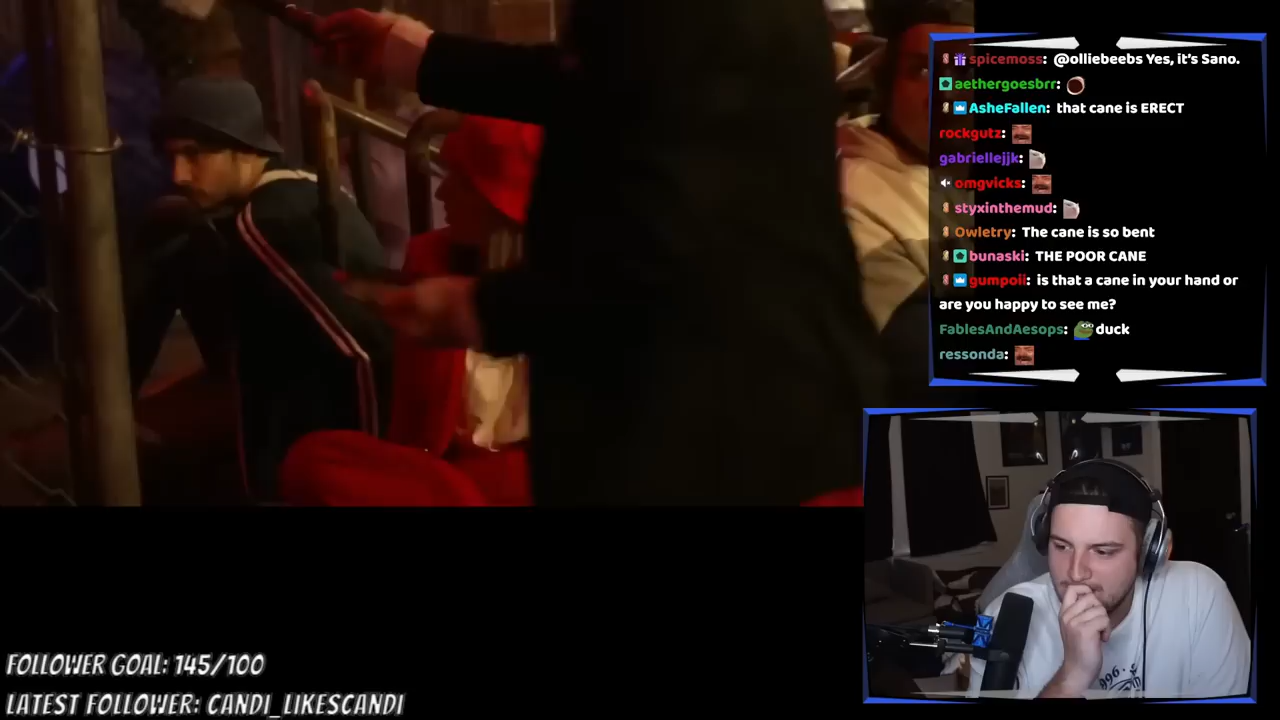 spicemoss: @olliebeebs Yes, it's Sano.
aethergoesbrr:
AsheFallen: that cane is ERECT
rockgutz:
gabriellejjk:
omgvicks:
styxinthemud:
Owletry: The cane is so bent
bunaski: THE POOR CANE
gumpoii: is that a cane in your hand or
are you happy to see me?
FablesAndAesops: duck
ressonda:
996.
FOLLOWER GOAL: 145/100
LATEST FOLLOWER: CANDI_LIKESCANDI